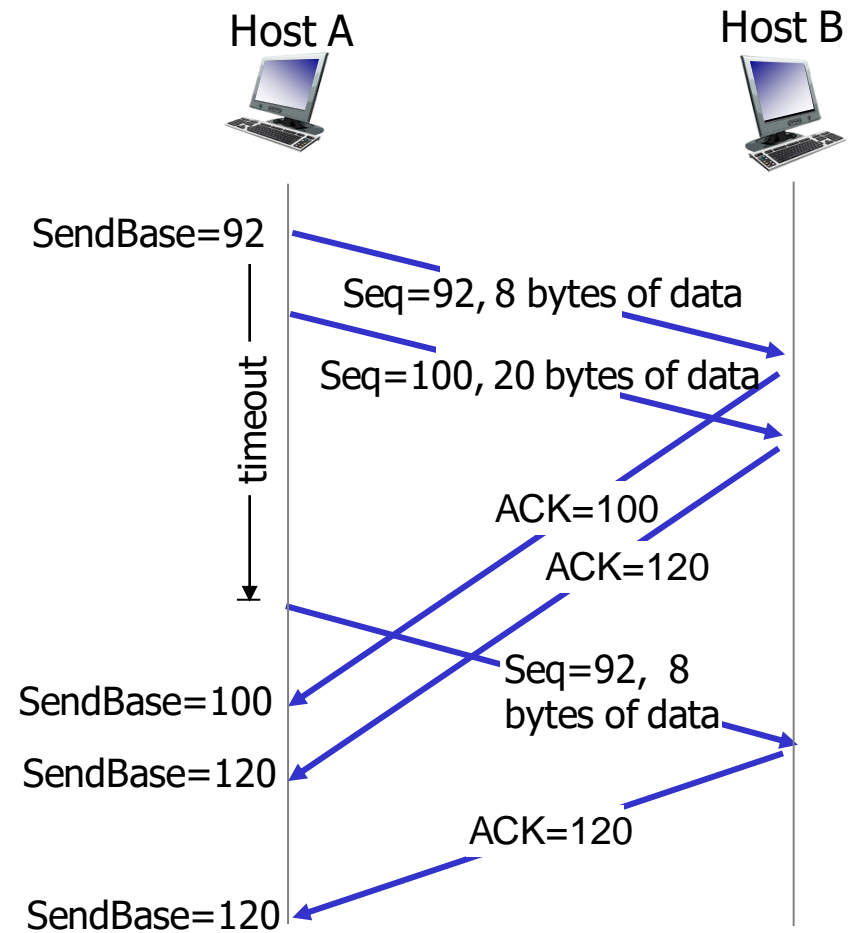 Host A
Host B
SendBase=92
Seq=92, 8 bytes of data
Seq=100, 20 bytes of data
timeout
ACK=100
ACK=120
Seq=92, 8
bytes of data
SendBase=100
SendBase=120
ACK=120
SendBase=120